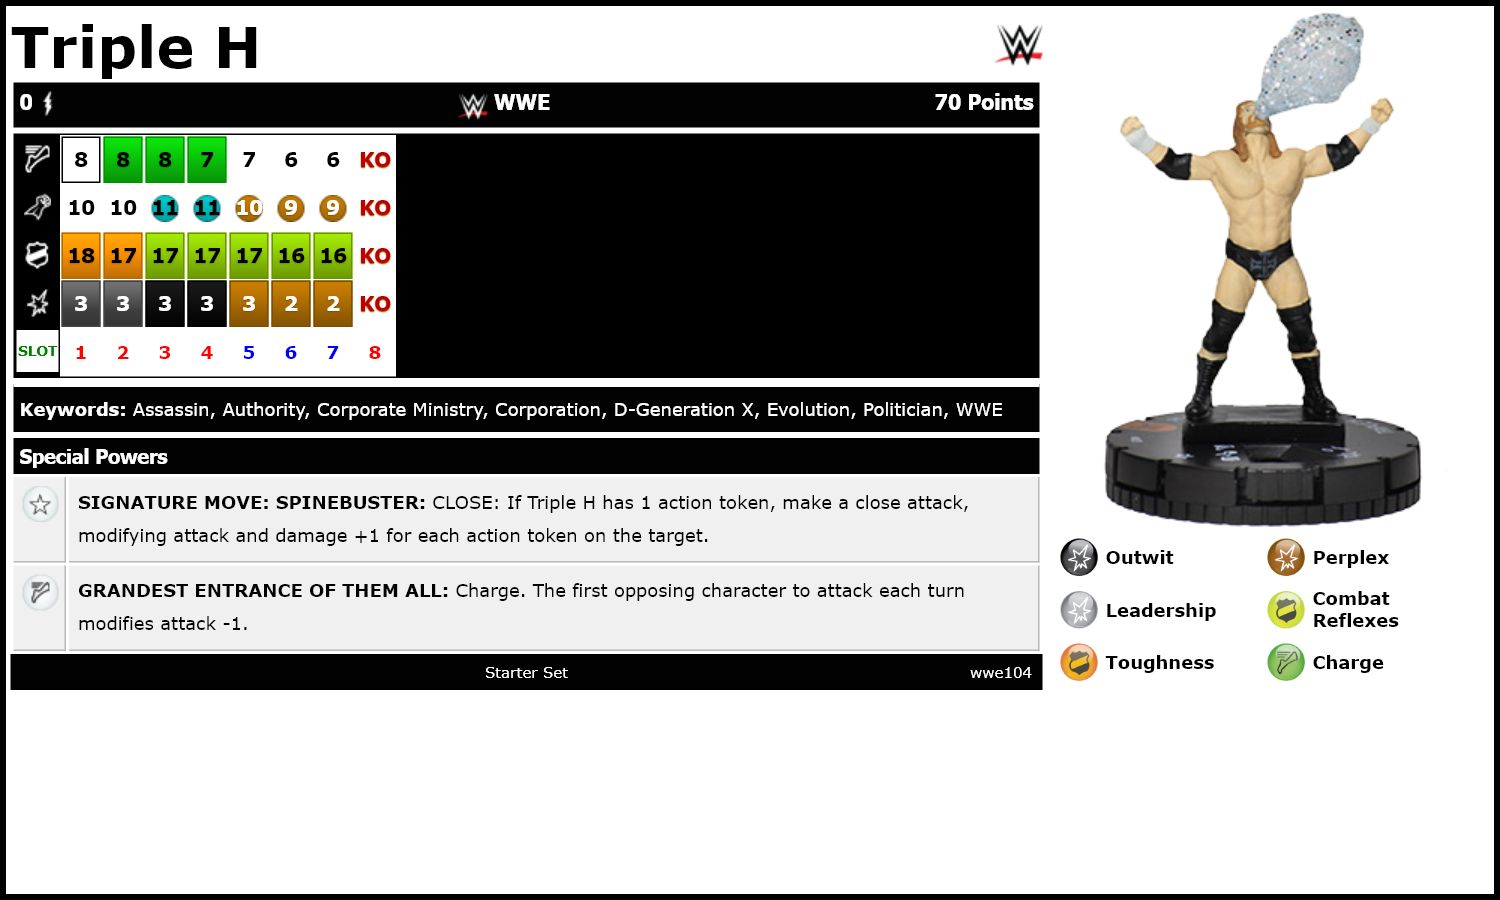 Triple H
0 WWE 70 Points
8 8 8 7 7 6 6 KO
10 10 11 11 10 9 9 KO
18 17 17 17 17 16 16 KO
3 3 3 3 3 2 2 KO
SLOT 1 2 3 4 5 6 7 8
Keywords: Assassin, Authority, Corporate Ministry, Corporation, D-Generation X, Evolution, Politician, WWE
Special Powers
SIGNATURE MOVE: SPINEBUSTER: CLOSE: If Triple H has 1 action token, make a close attack,
modifying attack and damage +1 for each action token on the target.
GRANDEST ENTRANCE OF THEM ALL: Charge. The first opposing character to attack each turn
modifies attack -1.
Starter Set wwe104
Outwit
Perplex
Leadership
Combat
Reflexes
Toughness
Charge